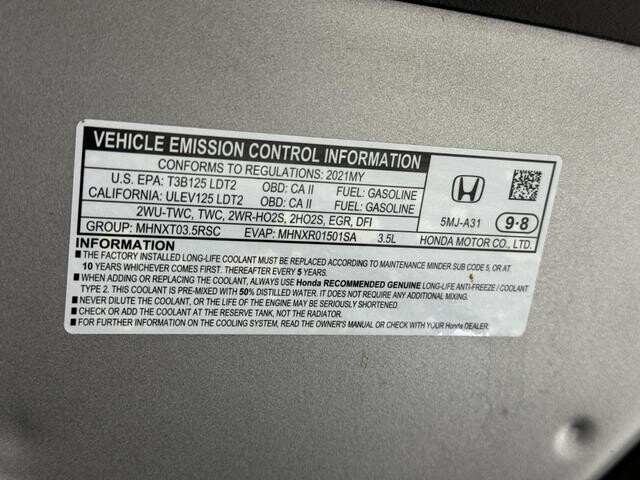 VEHICLE EMISSION CONTROL INFORMATION
CONFORMS TO REGULATIONS: 2021MY
U.S. EPA: T3B125 LDT2 OBD: CA II FUEL: GASOLINE
CALIFORNIA: ULEV125 LDT2 OBD: CA II FUEL: GASOLINE
2WU-TWC, TWC, 2WR-HO2S, 2HO2S, EGR, DFI
GROUP: MHNXT03.5RSC EVAP: MHNXR01501SA 3.5L
5MJ-A31 9·8
HONDA MOTOR CO., LTD.
INFORMATION
■ THE FACTORY INSTALLED LONG-LIFE COOLANT MUST BE REPLACED ACCORDING TO MAINTENANCE MINDER SUB CODE 5, OR AT
10 YEARS WHICHEVER COMES FIRST. THEREAFTER EVERY 5 YEARS.
■ WHEN ADDING OR REPLACING THE COOLANT, ALWAYS USE Honda RECOMMENDED GENUINE LONG-LIFE ANTI-FREEZE / COOLANT
TYPE 2. THIS COOLANT IS PRE-MIXED WITH 50% DISTILLED WATER. IT DOES NOT REQUIRE ANY ADDITIONAL MIXING.
■ NEVER DILUTE THE COOLANT, OR THE LIFE OF THE ENGINE MAY BE SERIOUSLY SHORTENED.
■ CHECK OR ADD THE COOLANT AT THE RESERVE TANK, NOT THE RADIATOR.
■ FOR FURTHER INFORMATION ON THE COOLING SYSTEM, READ THE OWNER'S MANUAL OR CHECK WITH YOUR Honda DEALER.